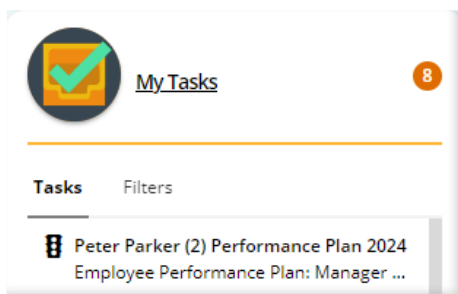 My Tasks
8
Tasks Filters
Peter Parker (2) Performance Plan 2024
Employee Performance Plan: Manager ...